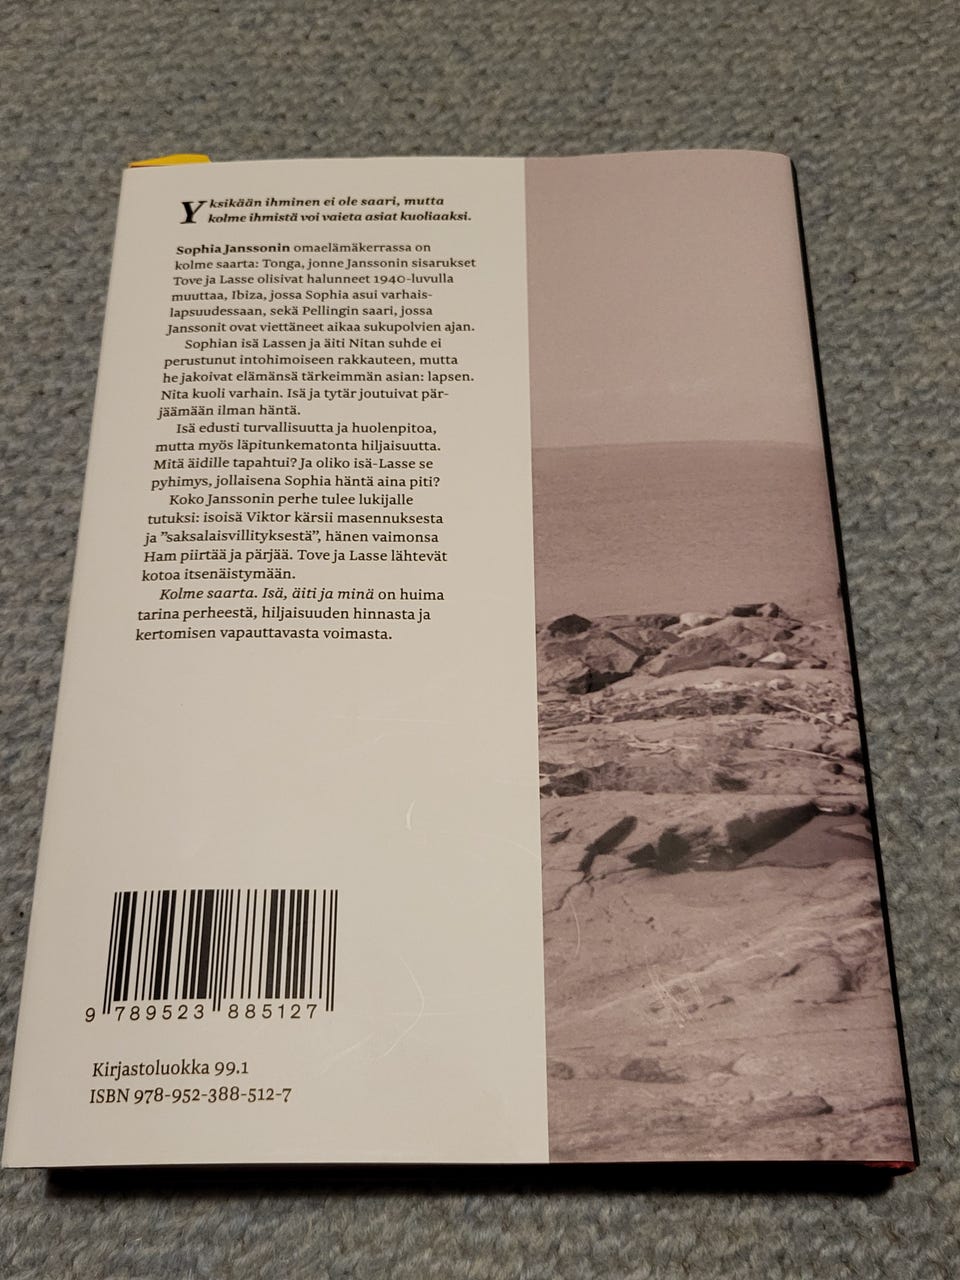 Yksikään ihminen ei ole saari, mutta
kolme ihmistä voi vaieta asiat kuoliaaksi.
Sophia Janssonin omaelämäkerrassa on
kolme saarta: Tonga, jonne Janssonin sisarukset
Tove ja Lasse olisivat halunneet 1940-luvulla
muuttaa, Ibiza, jossa Sophia asui varhais-
lapsuudessaan, sekä Pellingin saari, jossa
Janssonit ovat viettäneet aikaa sukupolvien ajan.
Sophian isä Lassen ja äiti Nitan suhde ei
perustunut intohimoiseen rakkauteen, mutta
he jakoivat elämänsä tärkeimmän asian: lapsen.
Nita kuoli varhain. Isä ja tytär joutuivat pär-
jäämään ilman häntä.
Isä edusti turvallisuutta ja huolenpitoa,
mutta myös läpitunkematonta hiljaisuutta.
Mitä äidille tapahtui? Ja oliko isä-Lasse se
pyhimys, jollaisena Sophia häntä aina piti?
Koko Janssonin perhe tulee lukijalle
tutuksi: isoisä Viktor kärsii masennuksesta
ja ”saksalaisvillityksestä”, hänen vaimonsa
Ham piirtää ja pärjää. Tove ja Lasse lähtevät
kotoa itsenäistymään.
Kolme saarta. Isä, äiti ja minä on huima
tarina perheestä, hiljaisuuden hinnasta ja
kertomisen vapauttavasta voimasta.
9 789523 885127
Kirjastoluokka 99.1
ISBN 978-952-388-512-7